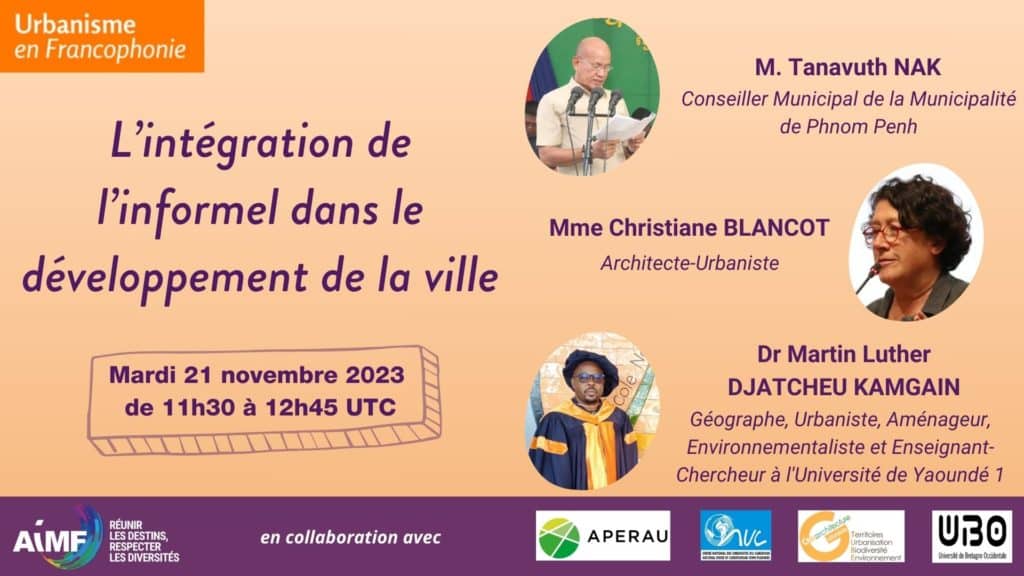 Urbanisme
en Francophonie
L'intégration de
l'informel dans le
développement de la ville
Mardi 21 novembre 2023
de 11h30 à 12h45 UTC
M. Tanavuth NAK
Conseiller Municipal de la Municipalité
de Phnom Penh
Mme Christiane BLANCOT
Architecte-Urbaniste
Dr Martin Luther
DJATCHEU KAMGAIN
Géographe, Urbaniste, Aménageur,
Environnementaliste et Enseignant-
Chercheur à l'Université de Yaoundé 1
AIMF
RÉUNIR
LES DESTINS,
RESPECTER
LES DIVERSITÉS
en collaboration avec
APERAU
architecture
Territoires
Urbanisation
Biodiversité
Environnement
UBO
Université de Bretagne Occidentale